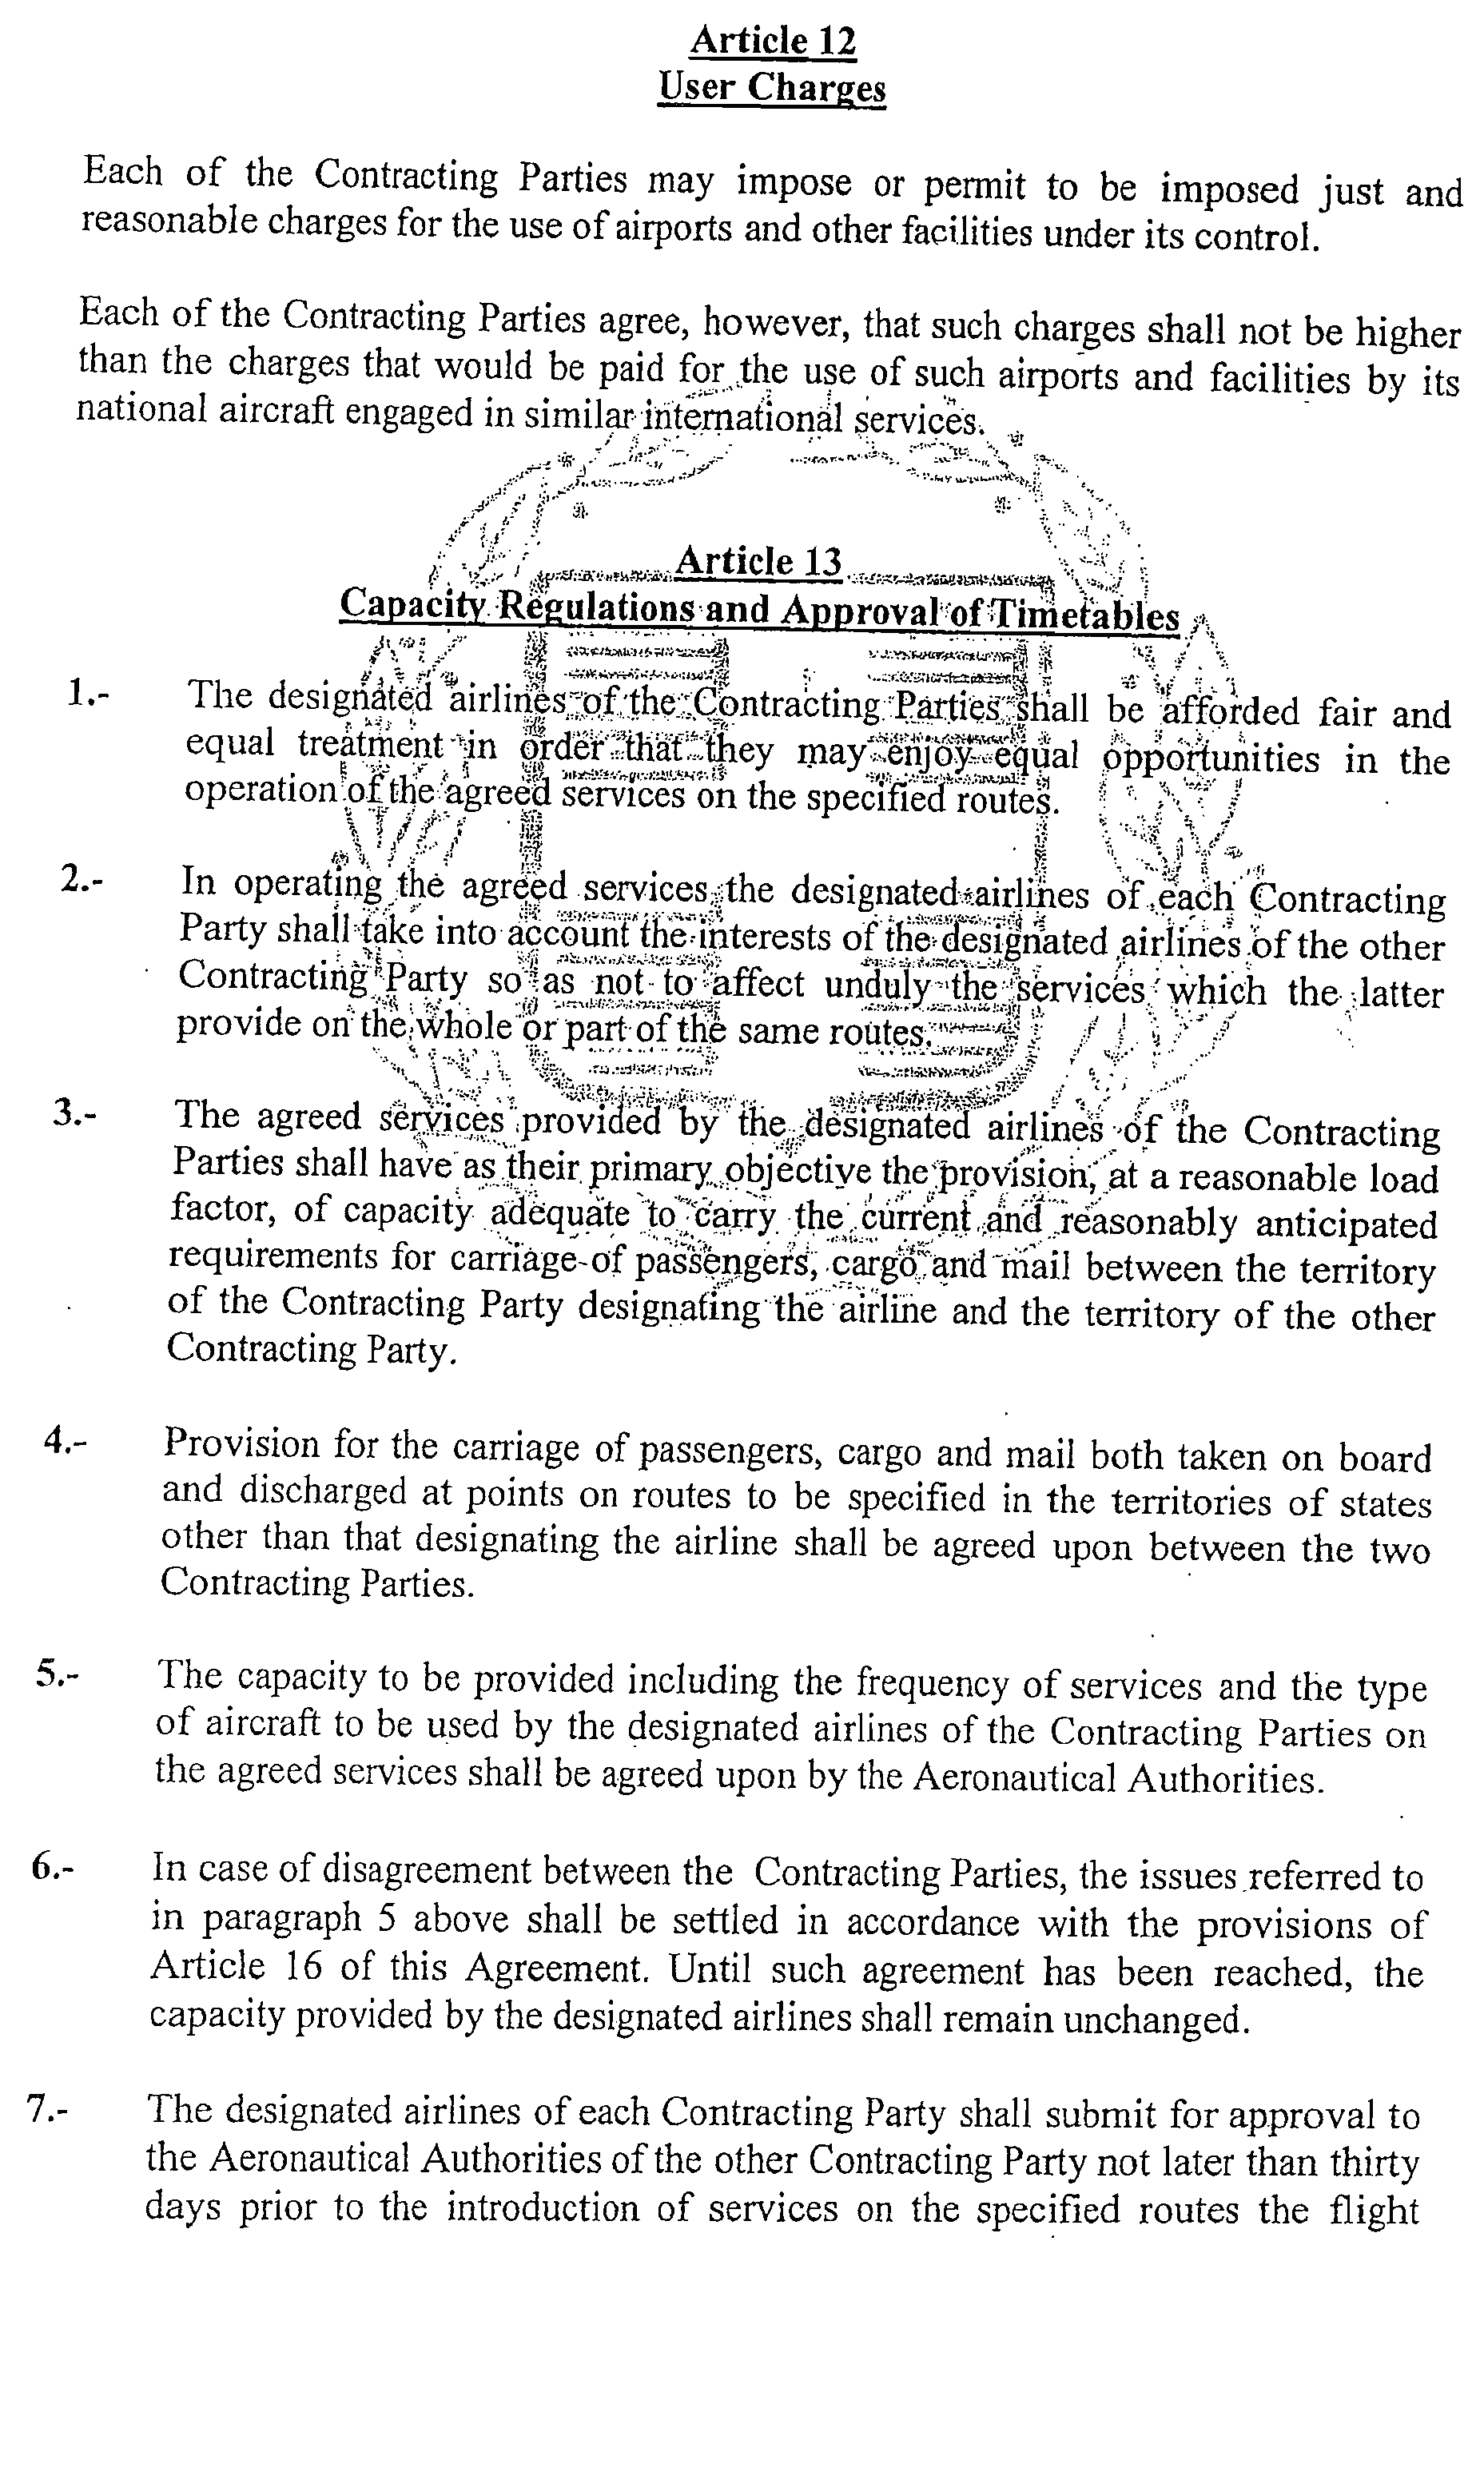 Article 12
User Charges
Each of the Contracting Parties may impose or permit to be imposed just and
reasonable charges for the use of airports and other facilities under its control.
Each of the Contracting Parties agree, however, that such charges shall not be higher
than the charges that would be paid for the use of such airports and facilities by its
national aircraft engaged in similar international services.
Article 13
Capacity Regulations and Approval of Timetables
1.- The designated airlines of the Contracting Parties shall be afforded fair and
equal treatment in order that they may enjoy equal opportunities in the
operation of the agreed services on the specified routes.
2.- In operating the agreed services the designated airlines of each Contracting
Party shall take into account the interests of the designated airlines of the other
Contracting Party so as not to affect unduly the services which the latter
provide on the whole or part of the same routes.
3.- The agreed services provided by the designated airlines of the Contracting
Parties shall have as their primary objective the provision, at a reasonable load
factor, of capacity adequate to carry the current and reasonably anticipated
requirements for carriage of passengers, cargo and mail between the territory
of the Contracting Party designating the airline and the territory of the other
Contracting Party.
4.- Provision for the carriage of passengers, cargo and mail both taken on board
and discharged at points on routes to be specified in the territories of states
other than that designating the airline shall be agreed upon between the two
Contracting Parties.
5.- The capacity to be provided including the frequency of services and the type
of aircraft to be used by the designated airlines of the Contracting Parties on
the agreed services shall be agreed upon by the Aeronautical Authorities.
6.- In case of disagreement between the Contracting Parties, the issues referred to
in paragraph 5 above shall be settled in accordance with the provisions of
Article 16 of this Agreement. Until such agreement has been reached, the
capacity provided by the designated airlines shall remain unchanged.
7.- The designated airlines of each Contracting Party shall submit for approval to
the Aeronautical Authorities of the other Contracting Party not later than thirty
days prior to the introduction of services on the specified routes the flight